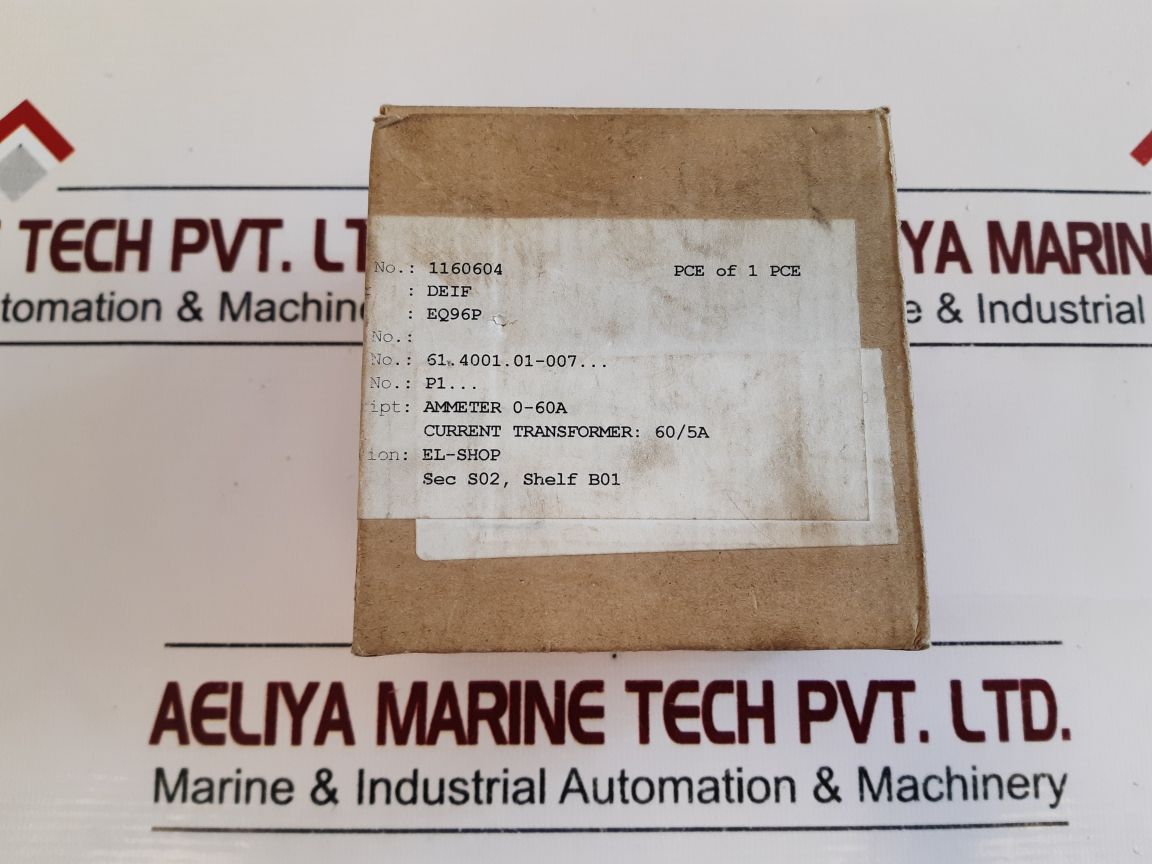 TECH PVT. LT
YA MARIN
tomation & Machin
e & Industrial
No.: 1160604 PCE of 1 PCE
: DEIF
: EQ96P
No.:
No.: 61.4001.01-007...
No.: P1...
ipt: AMMETER 0-60A
CURRENT TRANSFORMER: 60/5A
ion: EL-SHOP
Sec S02, Shelf B01
AELIYA MARINE TECH PVT. LTD.
Marine & Industrial Automation & Machinery